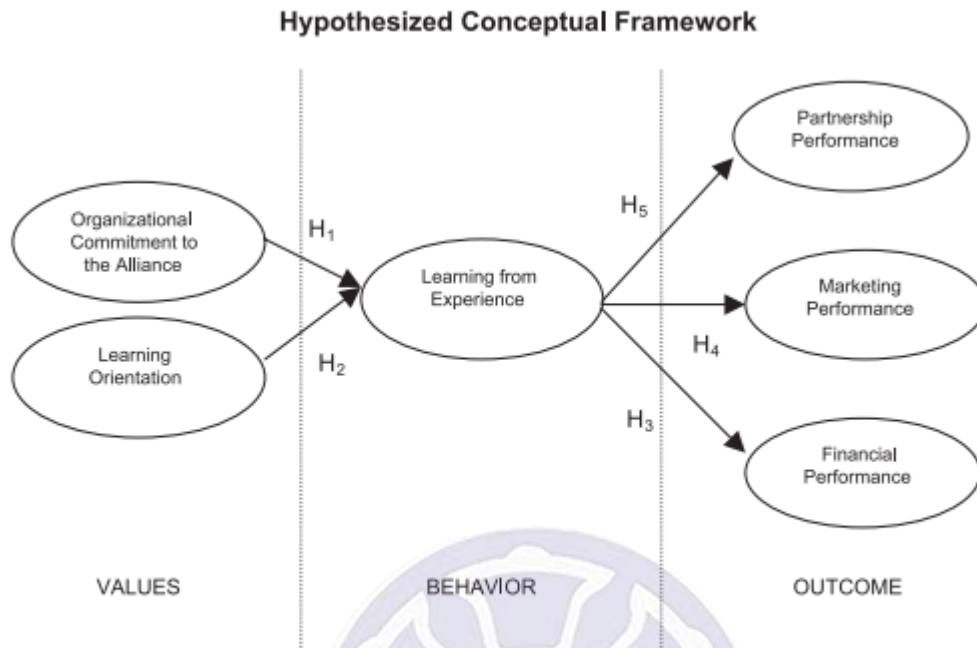 Hypothesized Conceptual Framework
Organizational
Commitment to
the Alliance
Learning
Orientation
H₁
H₂
Learning from
Experience
H₅
H₄
H₃
Partnership
Performance
Marketing
Performance
Financial
Performance
VALUES
BEHAVIOR
OUTCOME